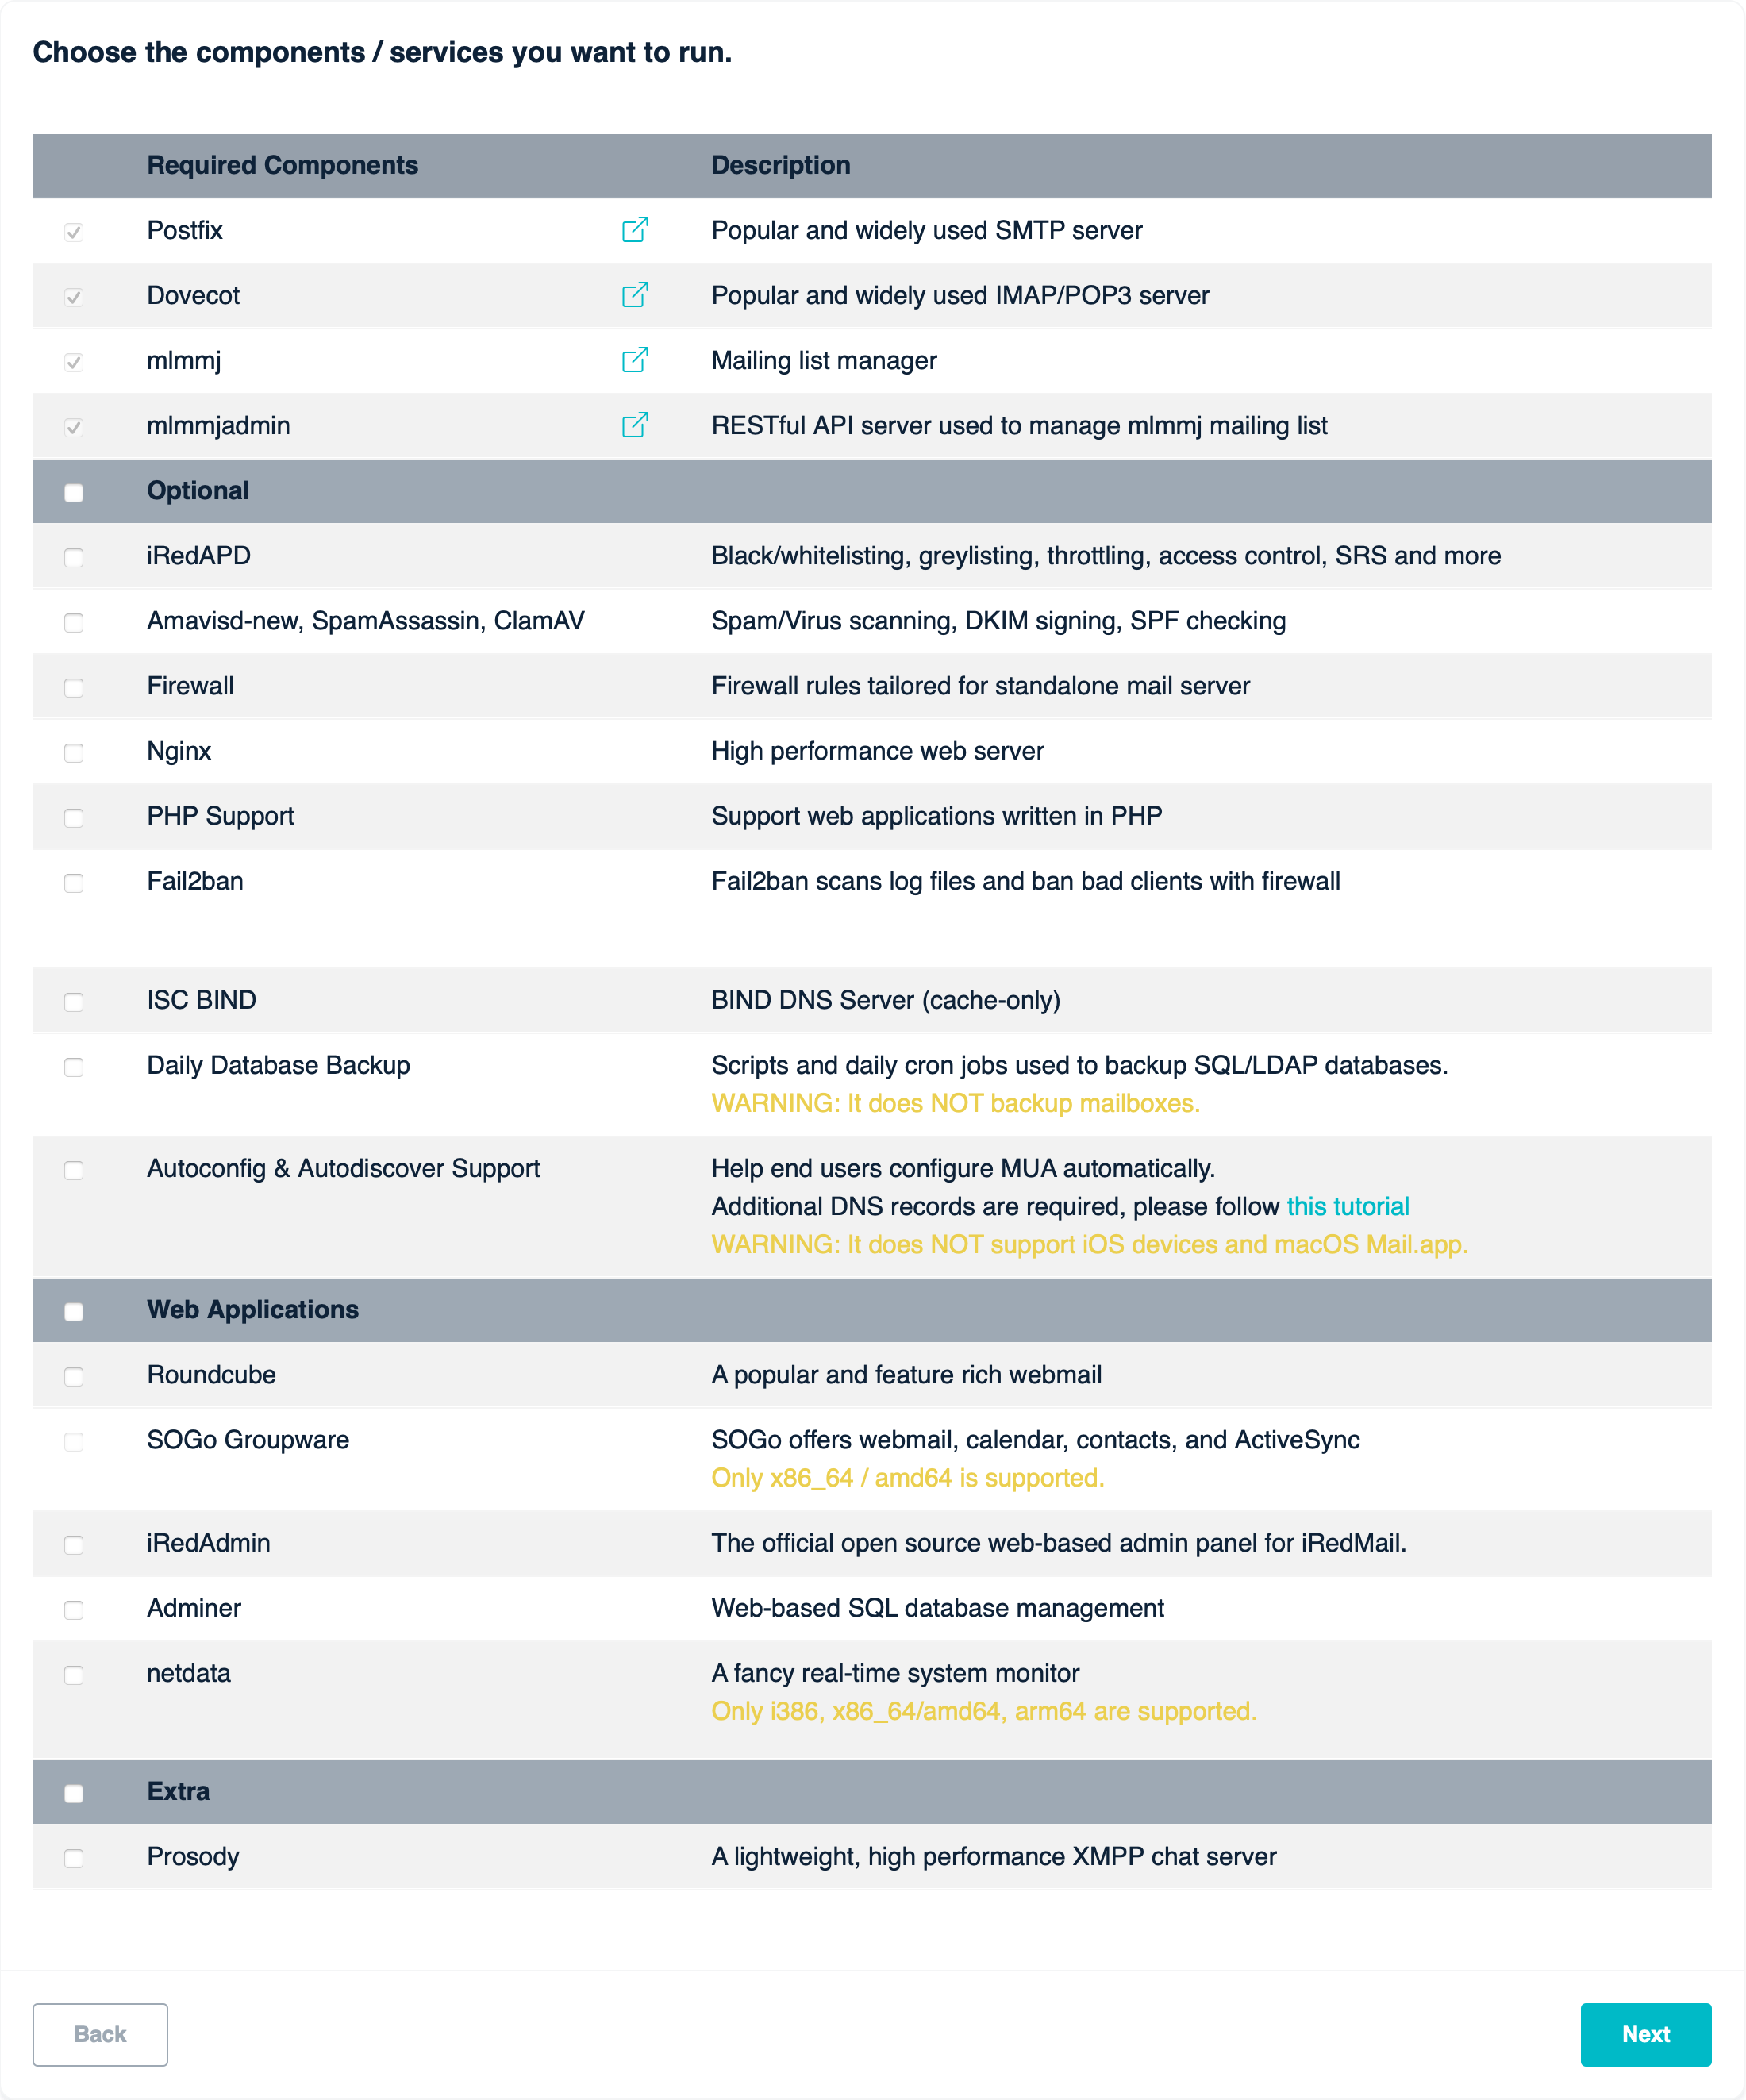 Choose the components / services you want to run.
Required Components Description
Postfix Popular and widely used SMTP server
Dovecot Popular and widely used IMAP/POP3 server
mlmmj Mailing list manager
mlmmjadmin RESTful API server used to manage mlmmj mailing list
Optional
iRedAPD Black/whitelisting, greylisting, throttling, access control, SRS and more
Amavisd-new, SpamAssassin, ClamAV Spam/Virus scanning, DKIM signing, SPF checking
Firewall Firewall rules tailored for standalone mail server
Nginx High performance web server
PHP Support Support web applications written in PHP
Fail2ban Fail2ban scans log files and ban bad clients with firewall
ISC BIND BIND DNS Server (cache-only)
Daily Database Backup Scripts and daily cron jobs used to backup SQL/LDAP databases.
WARNING: It does NOT backup mailboxes.
Autoconfig & Autodiscover Support Help end users configure MUA automatically.
Additional DNS records are required, please follow this tutorial
WARNING: It does NOT support iOS devices and macOS Mail.app.
Web Applications
Roundcube A popular and feature rich webmail
SOGo Groupware SOGo offers webmail, calendar, contacts, and ActiveSync
Only x86_64 / amd64 is supported.
iRedAdmin The official open source web-based admin panel for iRedMail.
Adminer Web-based SQL database management
netdata A fancy real-time system monitor
Only i386, x86_64/amd64, arm64 are supported.
Extra
Prosody A lightweight, high performance XMPP chat server
Back Next